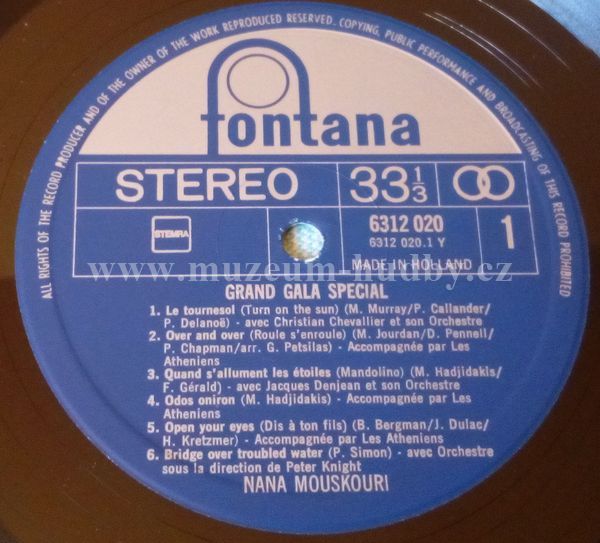 ALL RIGHTS OF THE RECORD PRODUCER AND OF THE OWNER OF THE WORK REPRODUCED RESERVED. COPYING, PUBLIC PERFORMANCE AND BROADCASTING OF THIS RECORD PROHIBITED
fontana
STEREO 33 1/3
STEMRA 6312 020 1
6312 020.1 Y
MADE IN HOLLAND
www.muzeum-hudby.cz
GRAND GALA SPECIAL
1. Le tournesol (Turn on the sun) (M. Murray/P. Callander/
P. Delanoë) - avec Christian Chevallier et son Orchestre
2. Over and over (Roule s'enroule) (M. Jourdan/D. Pennell/
P. Chapman/arr. G. Petsilas) - Accompagnée par Les
Atheniens
3. Quand s'allument les étoiles (Mandolino) (M. Hadjidakis/
F. Gérald) - avec Jacques Denjean et son Orchestre
4. Odos oniron (M. Hadjidakis) - Accompagnée par Les
Atheniens
5. Open your eyes (Dis à ton fils) (B. Bergman/J. Dulac/
H. Kretzmer) - Accompagnée par Les Atheniens
6. Bridge over troubled water (P. Simon) - avec Orchestre
sous la direction de Peter Knight
NANA MOUSKOURI